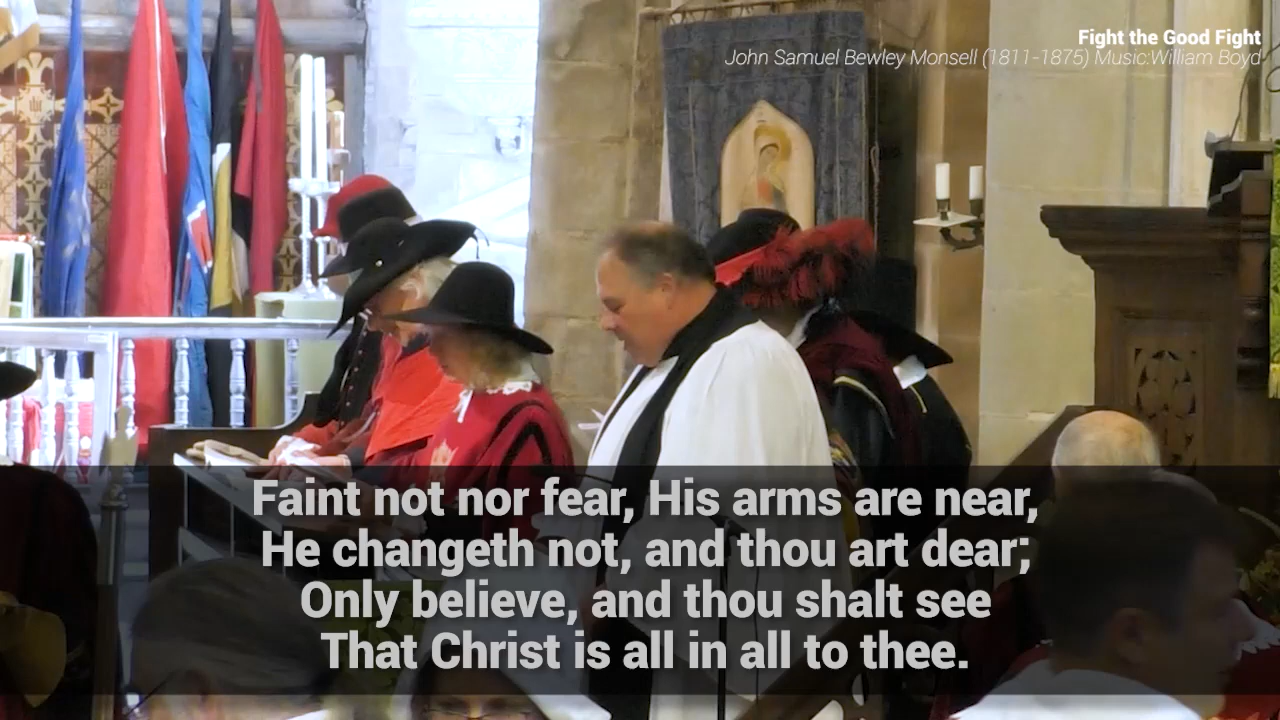 Fight the Good Fight
John Samuel Bewley Monsell (1811-1875) Music:William Boyd
Faint not nor fear, His arms are near,
He changeth not, and thou art dear;
Only believe, and thou shalt see
That Christ is all in all to thee.